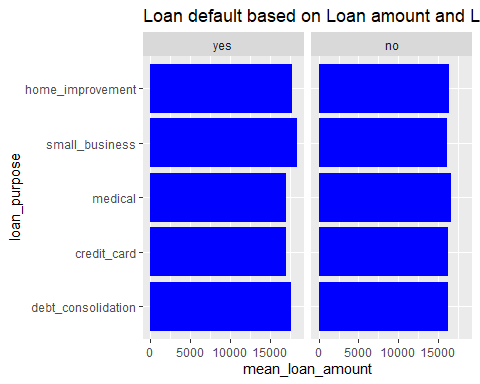 Loan default based on Loan amount and L
yes no
home_improvement
small_business
medical
credit_card
debt_consolidation
loan_purpose
0 5000 10000 15000 0 5000 10000 15000
mean_loan_amount